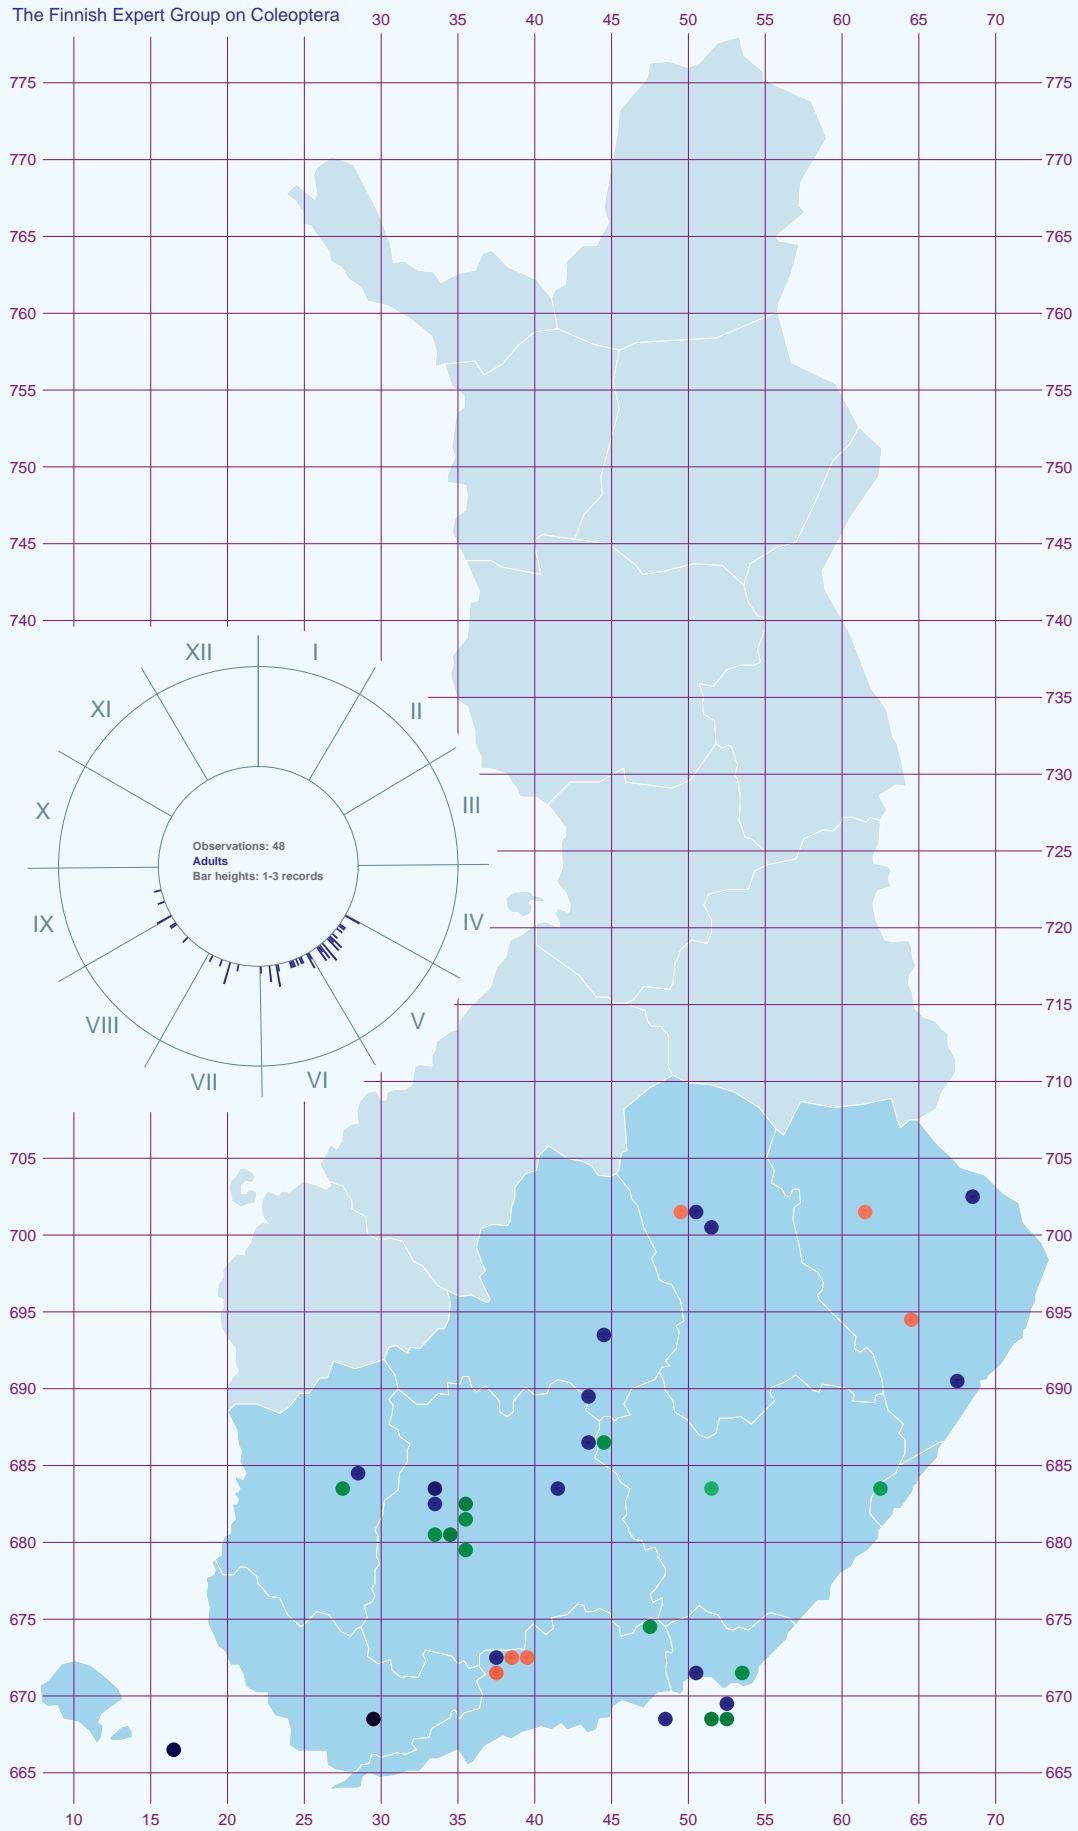 The Finnish Expert Group on Coleoptera 30 35 40 45 50 55 60 65 70
775 775
770 770
765 765
760 760
755 755
750 750
745 745
740 740
XII I
735
XI II
730
X III
Observations: 48
725
Adults
Bar heights: 1-3 records
IX IV
720
715
VIII V
VII VI
710
705 705
700 700
695 695
690 690
685 685
680 680
675 675
670 670
665 665
10 15 20 25 30 35 40 45 50 55 60 65 70